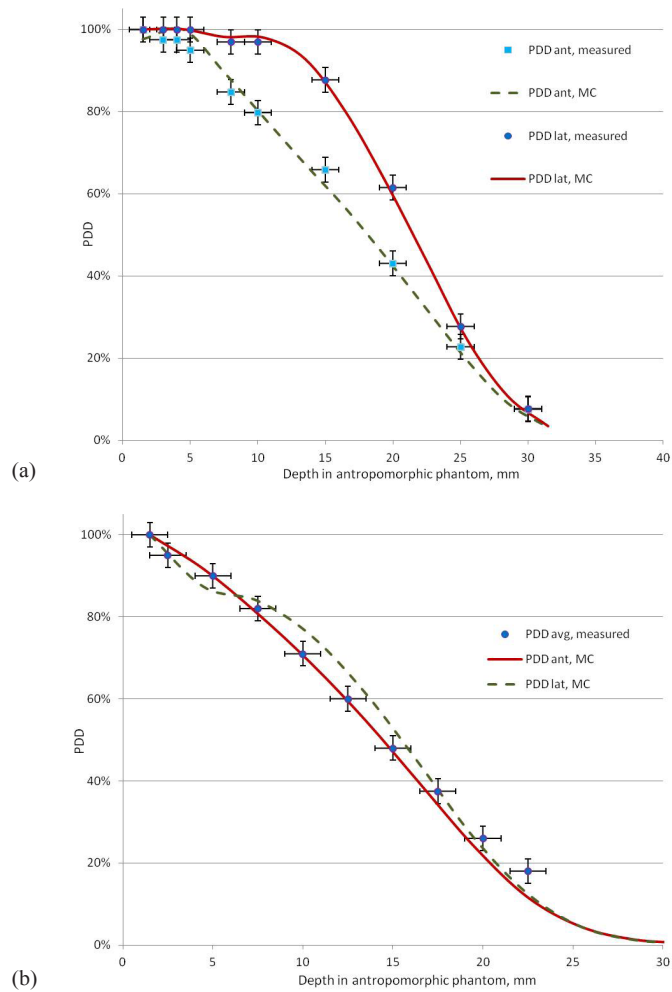 100%
80%
60%
40%
20%
0%
PDD
PDD ant, measured
PDD ant, MC
PDD lat, measured
PDD lat, MC
0 5 10 15 20 25 30 35 40
Depth in antropomorphic phantom, mm
(a)
100%
80%
60%
40%
20%
0%
PDD
PDD avg, measured
PDD ant, MC
PDD lat, MC
0 5 10 15 20 25 30
Depth in antropomorphic phantom, mm
(b)